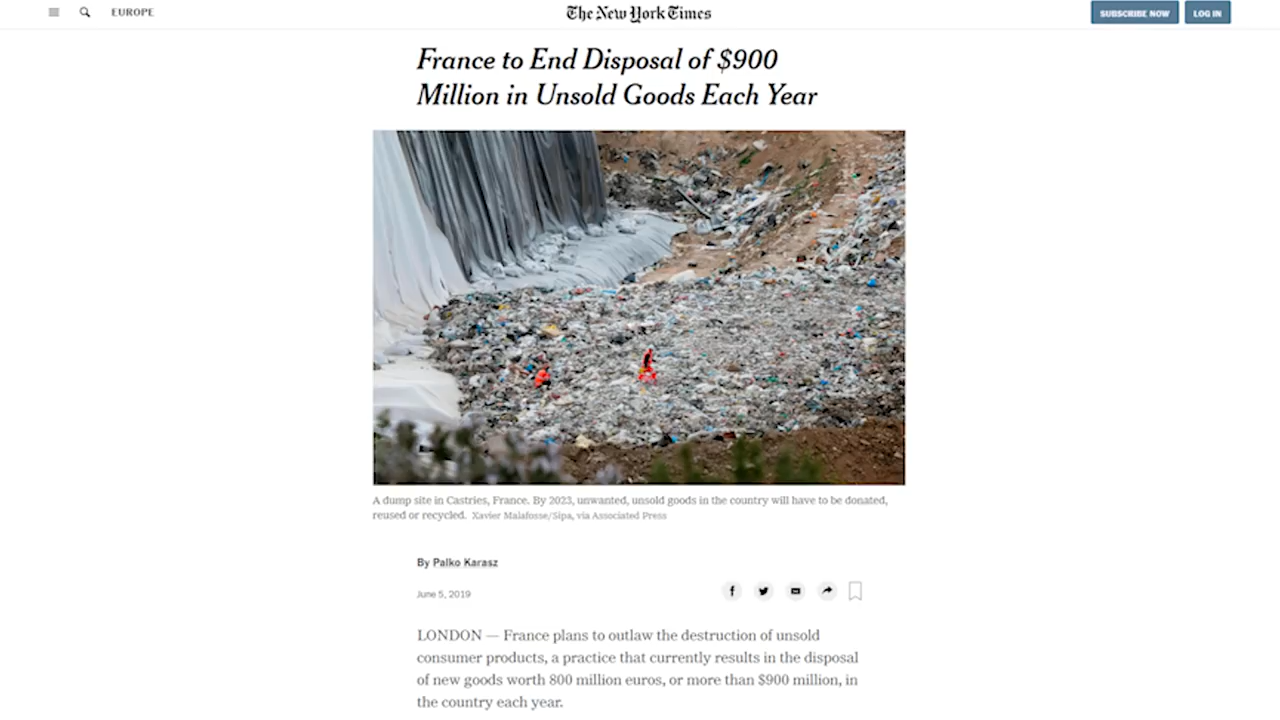 EUROPE
The New York Times
SUBSCRIBE NOW
LOG IN
France to End Disposal of $900
Million in Unsold Goods Each Year
A dump site in Castries, France. By 2023, unwanted, unsold goods in the country will have to be donated,
reused or recycled. Xavier Malafosse/Sipa, via Associated Press
By Palko Karasz
June 5, 2019
LONDON — France plans to outlaw the destruction of unsold
consumer products, a practice that currently results in the disposal
of new goods worth 800 million euros, or more than $900 million, in
the country each year.